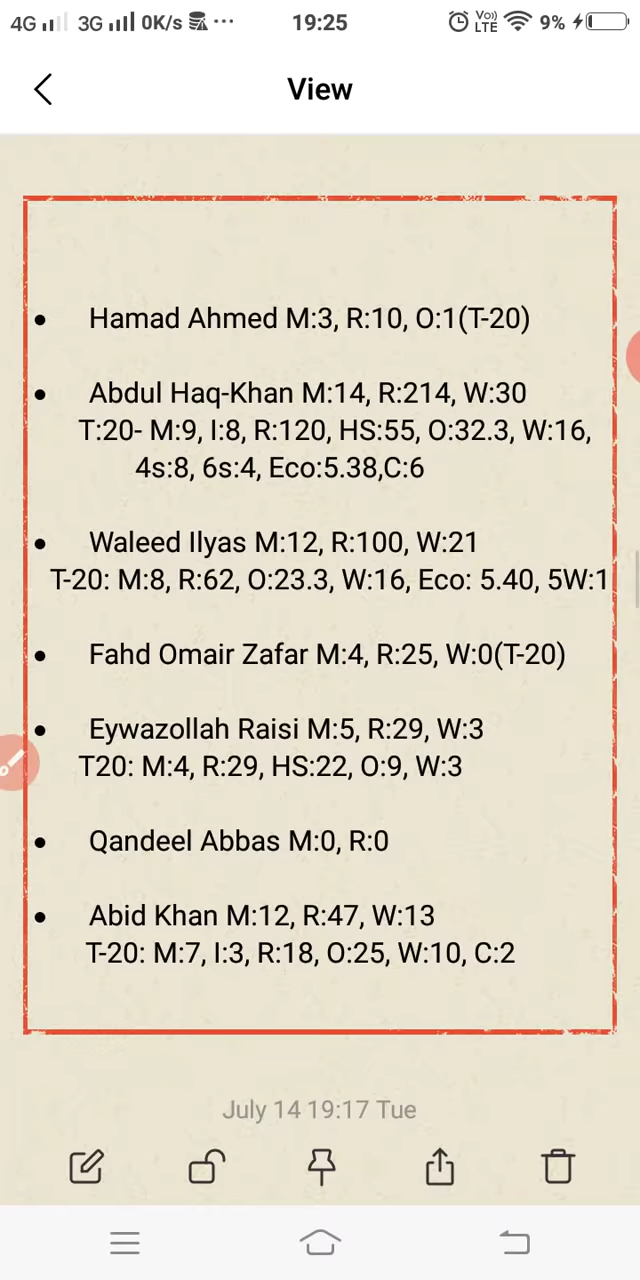 4G 3G 0K/s ... 19:25 Vo) LTE 9%
View
• Hamad Ahmed M:3, R:10, O:1(T-20)
• Abdul Haq-Khan M:14, R:214, W:30
T:20- M:9, I:8, R:120, HS:55, O:32.3, W:16,
4s:8, 6s:4, Eco:5.38,C:6
• Waleed Ilyas M:12, R:100, W:21
T-20: M:8, R:62, O:23.3, W:16, Eco: 5.40, 5W:1
• Fahd Omair Zafar M:4, R:25, W:0(T-20)
• Eywazollah Raisi M:5, R:29, W:3
T20: M:4, R:29, HS:22, O:9, W:3
• Qandeel Abbas M:0, R:0
• Abid Khan M:12, R:47, W:13
T-20: M:7, I:3, R:18, O:25, W:10, C:2
July 14 19:17 Tue